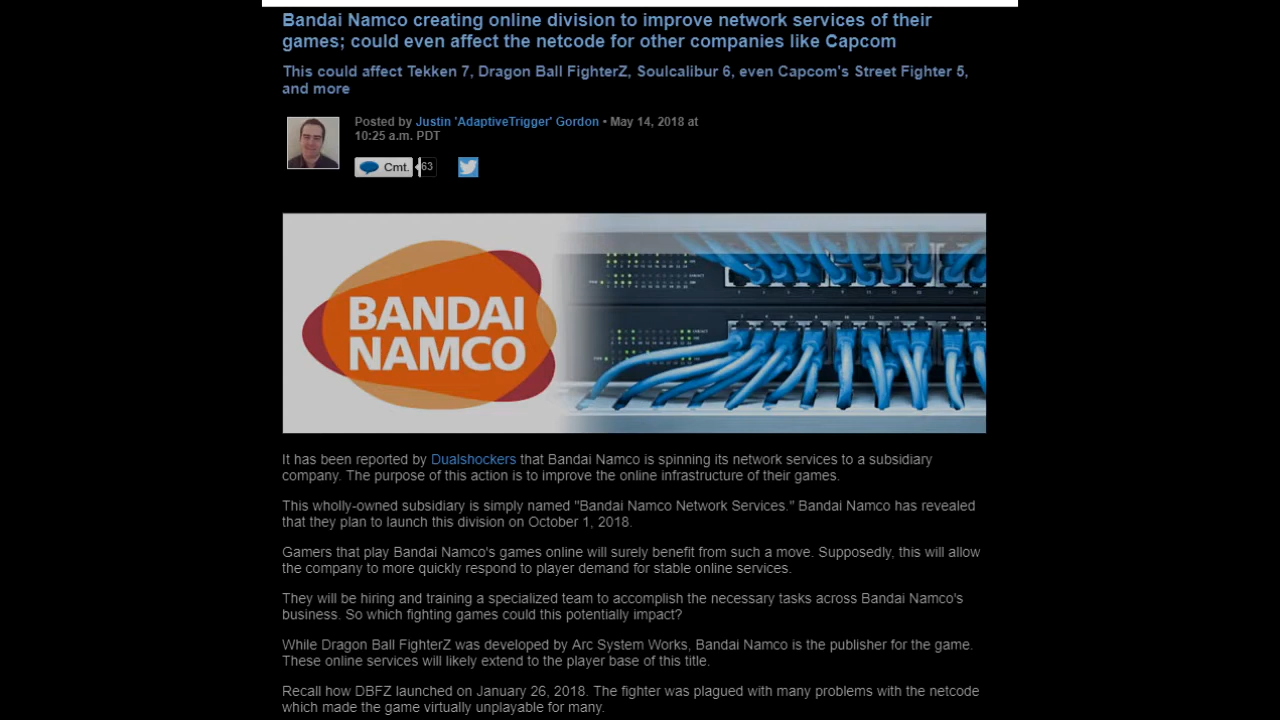 Bandai Namco creating online division to improve network services of their
games; could even affect the netcode for other companies like Capcom
This could affect Tekken 7, Dragon Ball FighterZ, Soulcalibur 6, even Capcom's Street Fighter 5,
and more
Posted by Justin 'AdaptiveTrigger' Gordon • May 14, 2018 at
10:25 a.m. PDT
Cmt. 63
BANDAI
NAMCO
It has been reported by Dualshockers that Bandai Namco is spinning its network services to a subsidiary
company. The purpose of this action is to improve the online infrastructure of their games.
This wholly-owned subsidiary is simply named "Bandai Namco Network Services." Bandai Namco has revealed
that they plan to launch this division on October 1, 2018.
Gamers that play Bandai Namco's games online will surely benefit from such a move. Supposedly, this will allow
the company to more quickly respond to player demand for stable online services.
They will be hiring and training a specialized team to accomplish the necessary tasks across Bandai Namco's
business. So which fighting games could this potentially impact?
While Dragon Ball FighterZ was developed by Arc System Works, Bandai Namco is the publisher for the game.
These online services will likely extend to the player base of this title.
Recall how DBFZ launched on January 26, 2018. The fighter was plagued with many problems with the netcode
which made the game virtually unplayable for many.